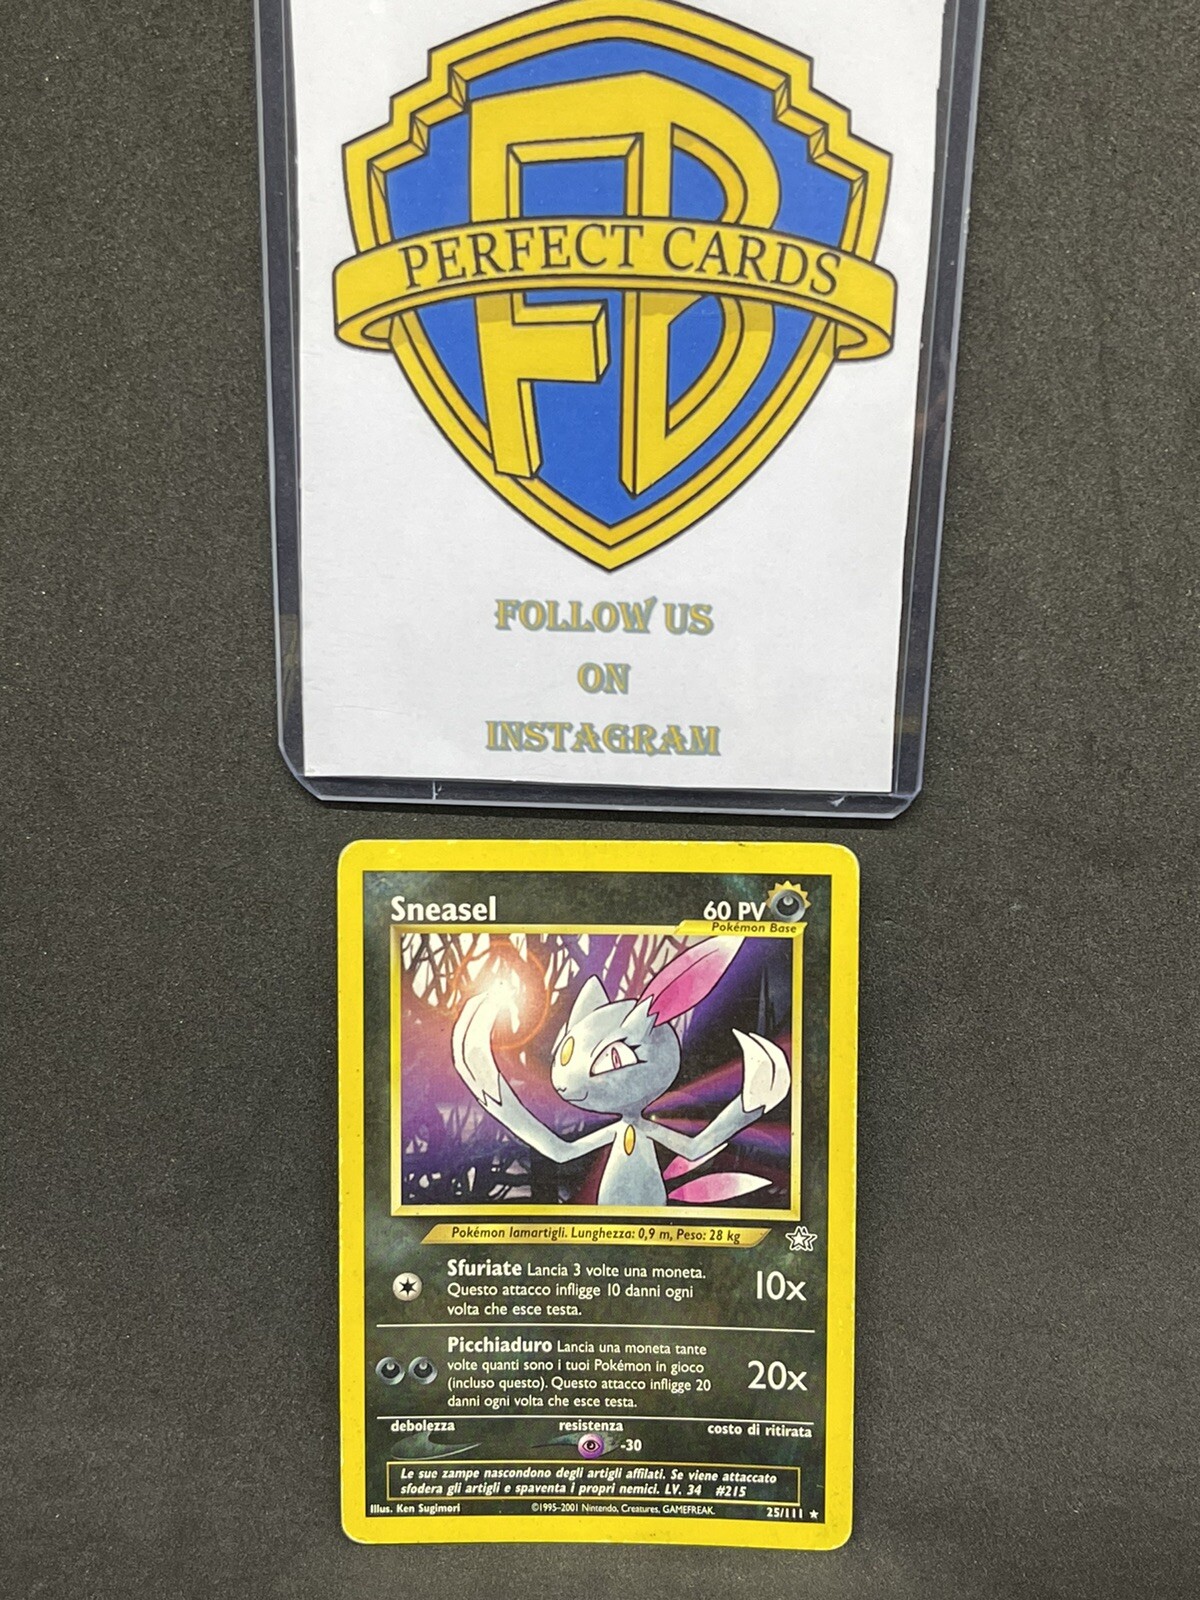 FB
PERFECT CARDS
FOLLOW US
ON
INSTAGRAM
Sneasel
60 PV
Pokémon Base
Pokémon lamartigli. Lunghezza: 0,9 m, Peso: 28 kg
Sfuriate Lancia 3 volte una moneta.
Questo attacco infligge 10 danni ogni
volta che esce testa.
10x
Picchiaduro Lancia una moneta tante
volte quanti sono i tuoi Pokémon in gioco
(incluso questo). Questo attacco infligge 20
danni ogni volta che esce testa.
20x
debolezza
resistenza
costo di ritirata
-30
Le sue zampe nascondono degli artigli affilati. Se viene attaccato
sfodera gli artigli e spaventa i propri nemici. LV. 34 #215
Illus. Ken Sugimori
©1995-2001 Nintendo, Creatures, GAMEFREAK.
25/111 ★